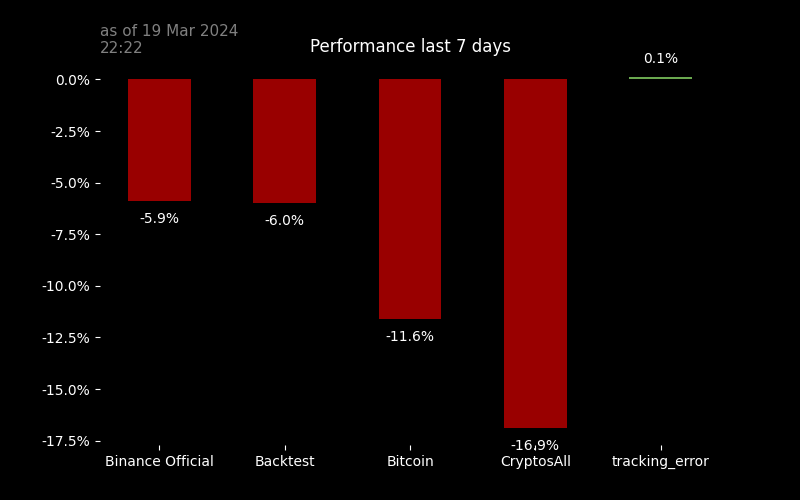 as of 19 Mar 2024
22:22
Performance last 7 days
0.1%
0.0%
-2.5%
-5.0%
-7.5%
-10.0%
-12.5%
-15.0%
-17.5%
-5.9%
-6.0%
-11.6%
-16.9%
Binance Official
Backtest
Bitcoin
CryptosAll
tracking_error